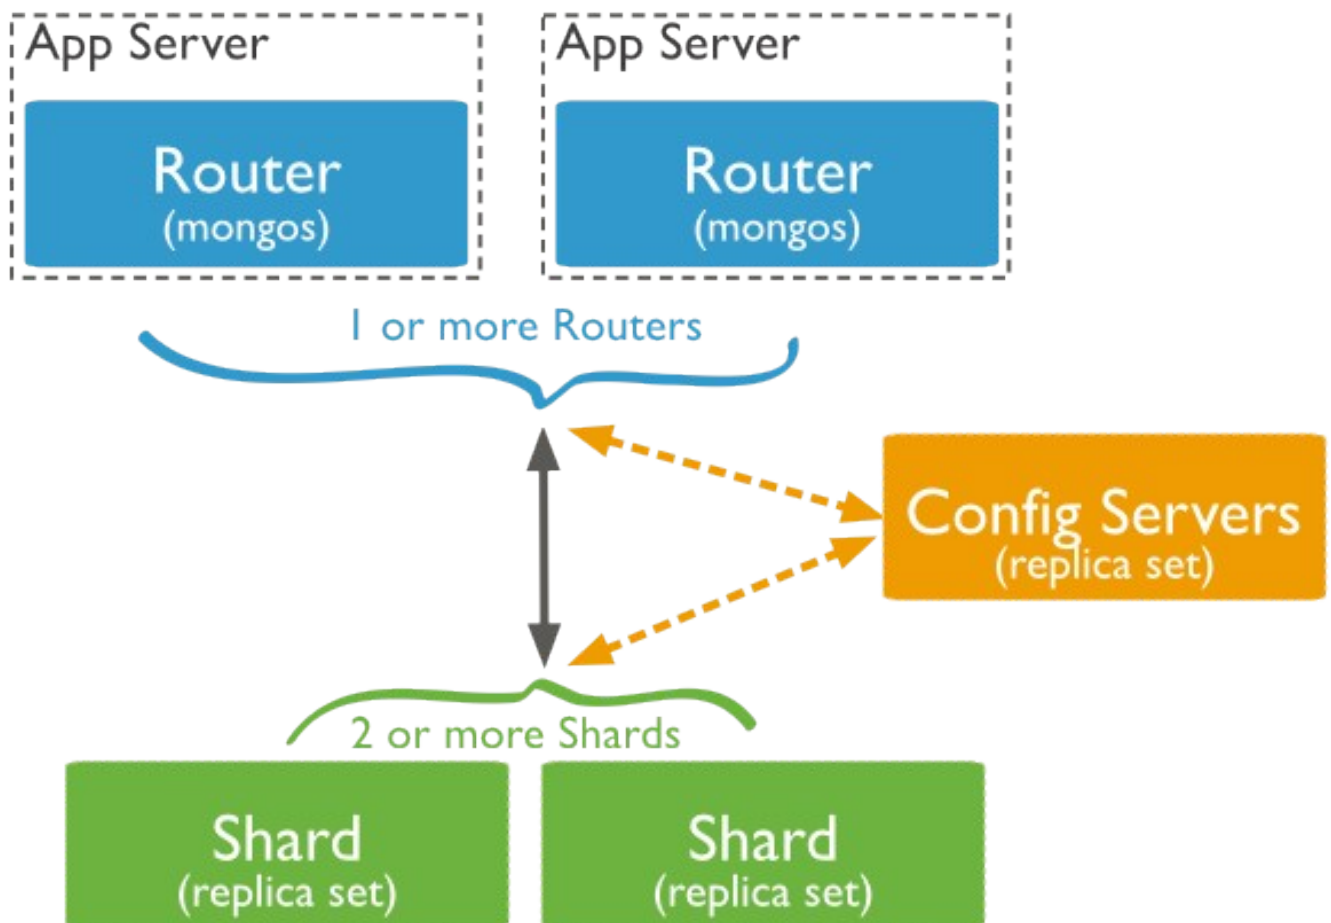 App Server
App Server
Router
(mongos)
Router
(mongos)
1 or more Routers
Config Servers
(replica set)
2 or more Shards
Shard
(replica set)
Shard
(replica set)